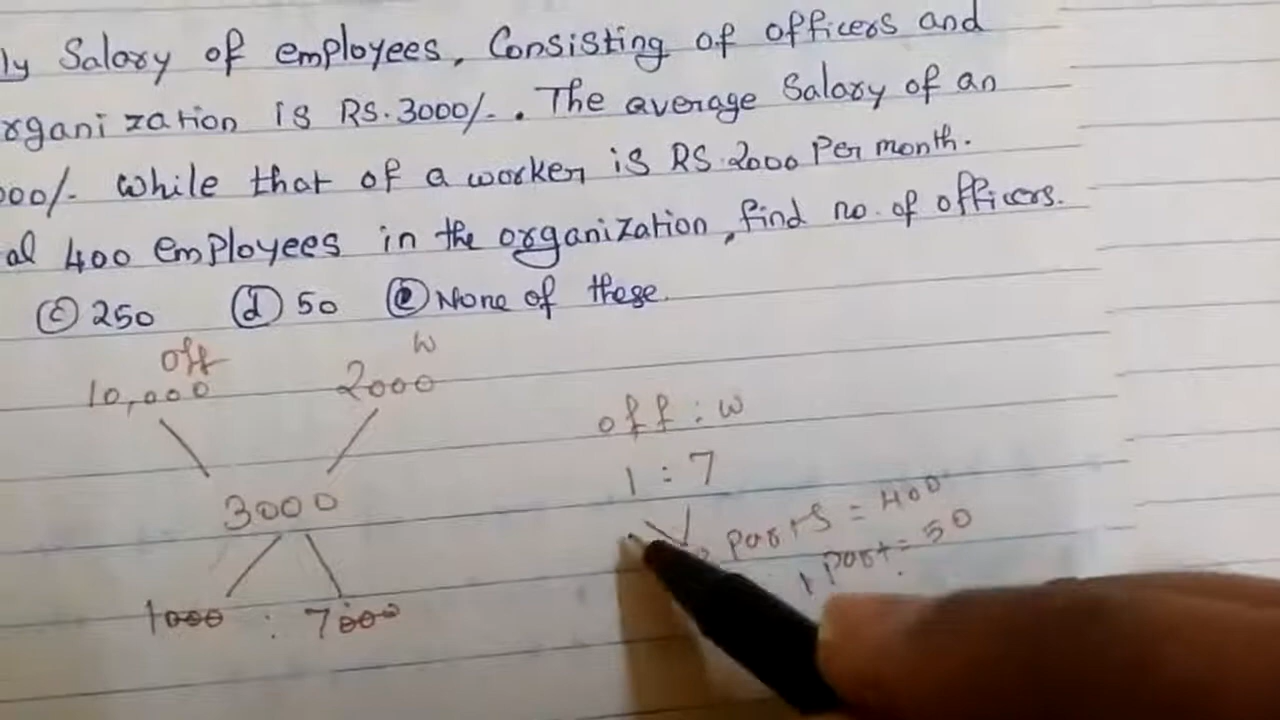 ly Salary of employees, Consisting of officers and
rganization is RS.3000/-. The average Salary of an
000/- while that of a worker is RS.2000 Per month.
al 400 employees in the organization, find no. of officers.
(c) 250 (d) 50 (e) None of these.
off w
10,000 2000
off : w
1 : 7
3000
parts = 400
1 part = 50
1000 : 7000